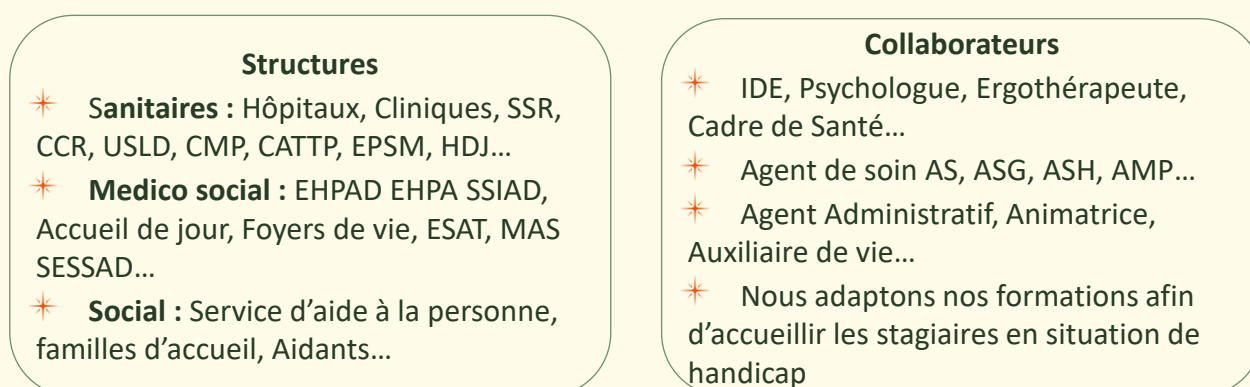 Structures
Sanitaires : Hôpitaux, Cliniques, SSR,
CCR, USLD, CMP, CATTP, EPSM, HDJ…
Medico social : EHPAD EHPA SSIAD,
Accueil de jour, Foyers de vie, ESAT, MAS
SESSAD…
Social : Service d’aide à la personne,
familles d’accueil, Aidants…
Collaborateurs
IDE, Psychologue, Ergothérapeute,
Cadre de Santé…
Agent de soin AS, ASG, ASH, AMP…
Agent Administratif, Animatrice,
Auxiliaire de vie…
Nous adaptons nos formations afin
d’accueillir les stagiaires en situation de
handicap